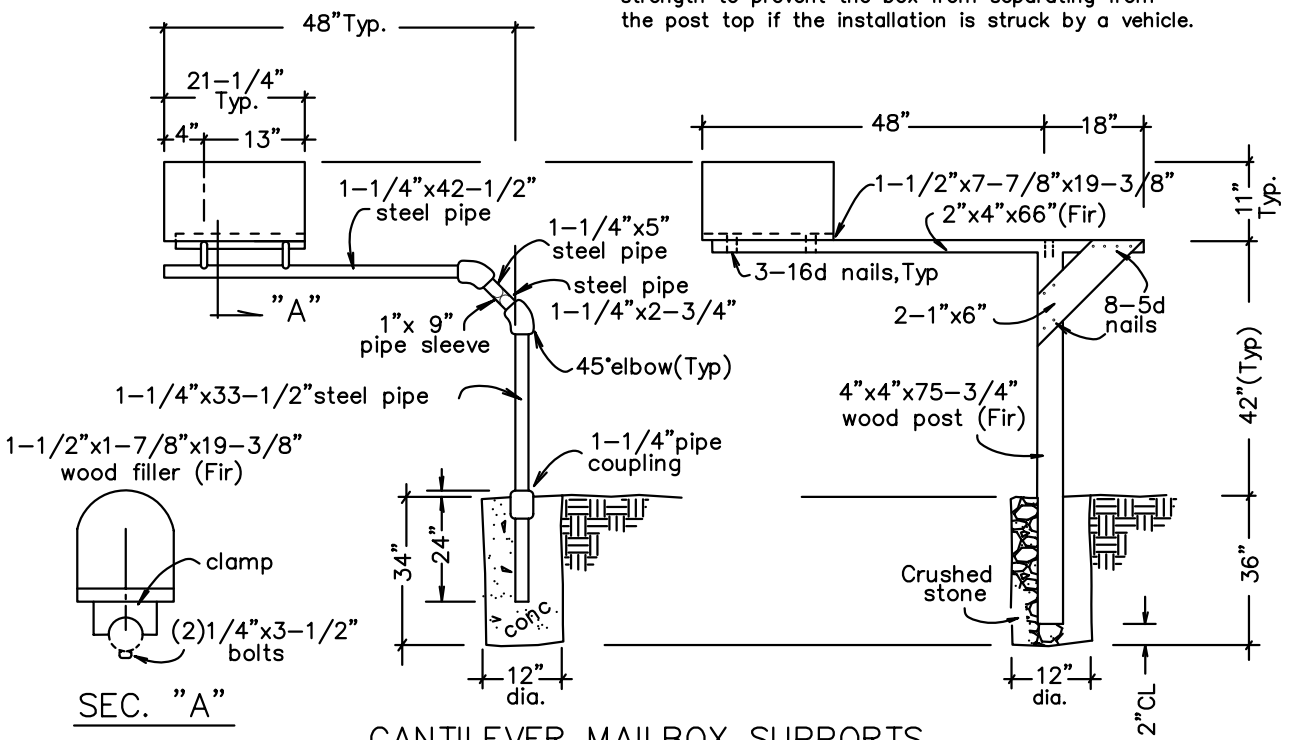 strength to prevent the box from separating from
the post top if the installation is struck by a vehicle.
48"Typ.
21-1/4"
Typ.
4"
13"
48"
18"
1-1/4"x42-1/2"
steel pipe
1-1/4"x5"
steel pipe
steel pipe
1-1/4"x2-3/4"
"A"
1"x 9"
pipe sleeve
45°elbow(Typ)
1-1/4"x33-1/2"steel pipe
1-1/4"pipe
coupling
1-1/2"x7-7/8"x19-3/8"
2"x4"x66"(Fir)
11"
Typ.
3-16d nails,Typ
2-1"x6"
8-5d
nails
4"x4"x75-3/4"
wood post (Fir)
42"(Typ)
1-1/2"x1-7/8"x19-3/8"
wood filler (Fir)
clamp
(2)1/4"x3-1/2"
bolts
34"
24"
conc
Crushed
stone
36"
12"
dia.
12"
dia.
2"CL
SEC. "A"
CANTILEVER MAILBOX SUPPORTS